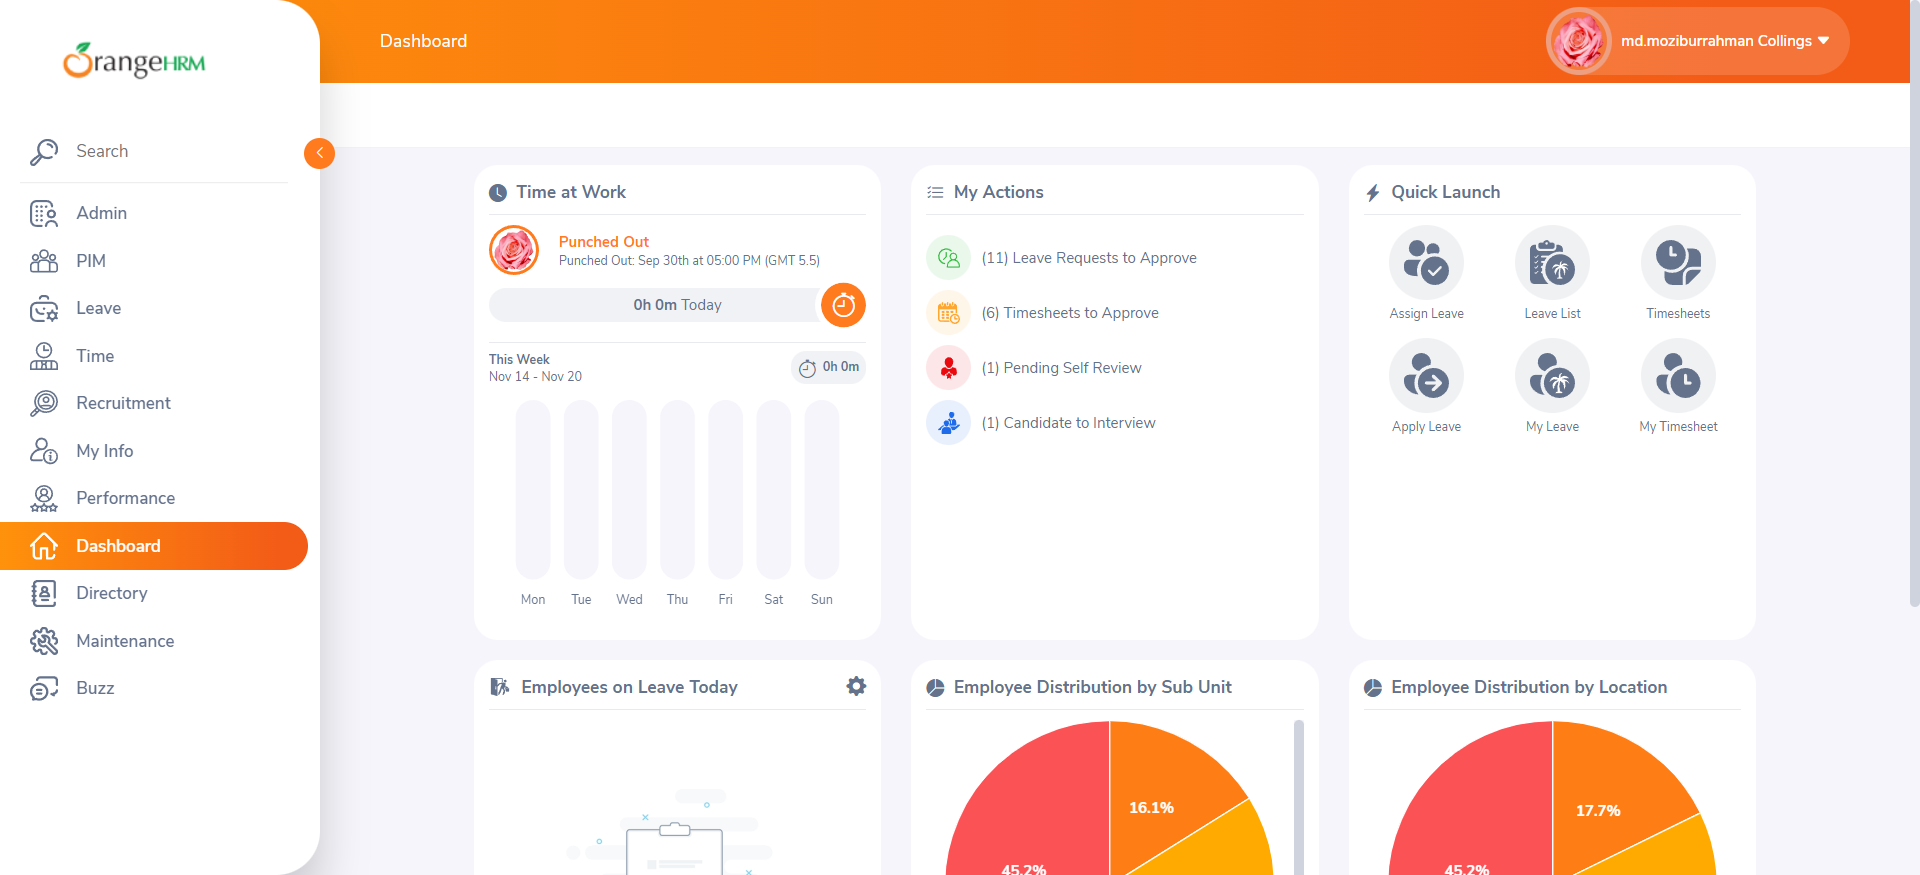 OrangeHRM
Dashboard
md.moziburrahman Collings
Search
Admin
PIM
Leave
Time
Recruitment
My Info
Performance
Dashboard
Directory
Maintenance
Buzz
Time at Work
Punched Out
Punched Out: Sep 30th at 05:00 PM (GMT 5.5)
0h 0m Today
This Week
Nov 14 - Nov 20
0h 0m
Mon Tue Wed Thu Fri Sat Sun
My Actions
(11) Leave Requests to Approve
(6) Timesheets to Approve
(1) Pending Self Review
(1) Candidate to Interview
Quick Launch
Assign Leave
Leave List
Timesheets
Apply Leave
My Leave
My Timesheet
Employees on Leave Today
Employee Distribution by Sub Unit
16.1%
45.2%
Employee Distribution by Location
17.7%
45.2%